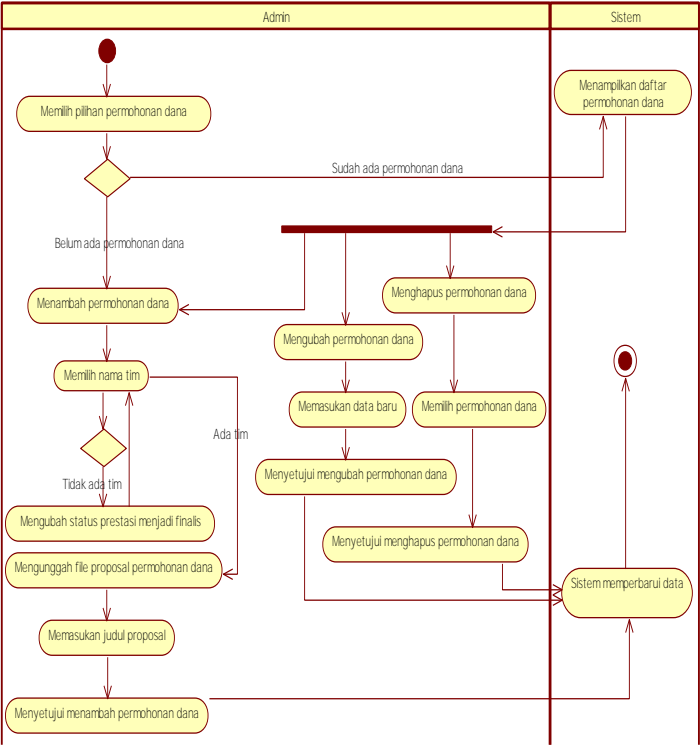 Admin
Sistem
Memilih pilihan permohonan dana
Menampilkan daftar
permohonan dana
Sudah ada permohonan dana
Belum ada permohonan dana
Menambah permohonan dana
Menghapus permohonan dana
Mengubah permohonan dana
Memilih nama tim
Memasukan data baru
Memilih permohonan dana
Ada tim
Tidak ada tim
Menyetujui mengubah permohonan dana
Mengubah status prestasi menjadi finalis
Menyetujui menghapus permohonan dana
Mengunggah file proposal permohonan dana
Sistem memperbarui data
Memasukan judul proposal
Menyetujui menambah permohonan dana